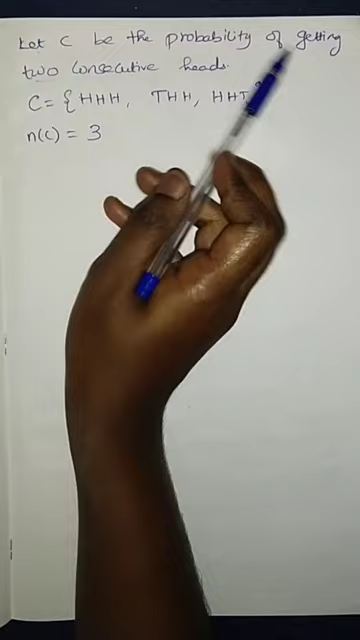 Let C be the probability of getting
two consecutive heads.
C = { HHH, THH, HHT
n(C) = 3